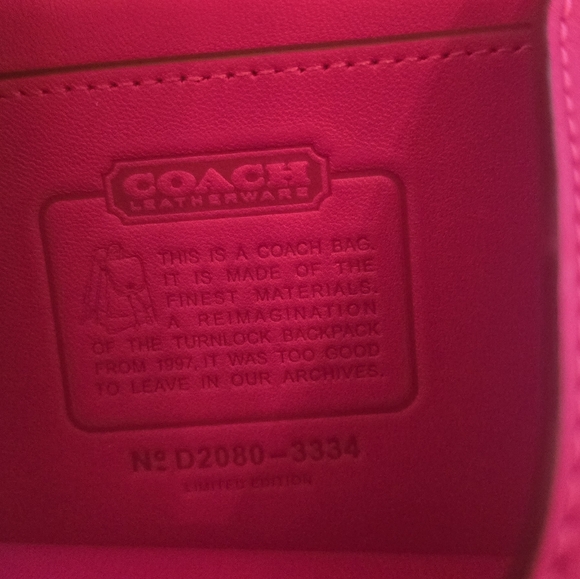 COACH
LEATHERWARE
THIS IS A COACH BAG.
IT IS MADE OF THE
FINEST MATERIALS.
A REIMAGINATION
OF THE TURNLOCK BACKPACK
FROM 1997, IT WAS TOO GOOD
TO LEAVE IN OUR ARCHIVES.
Nº D2080-3334
LIMITED EDITION